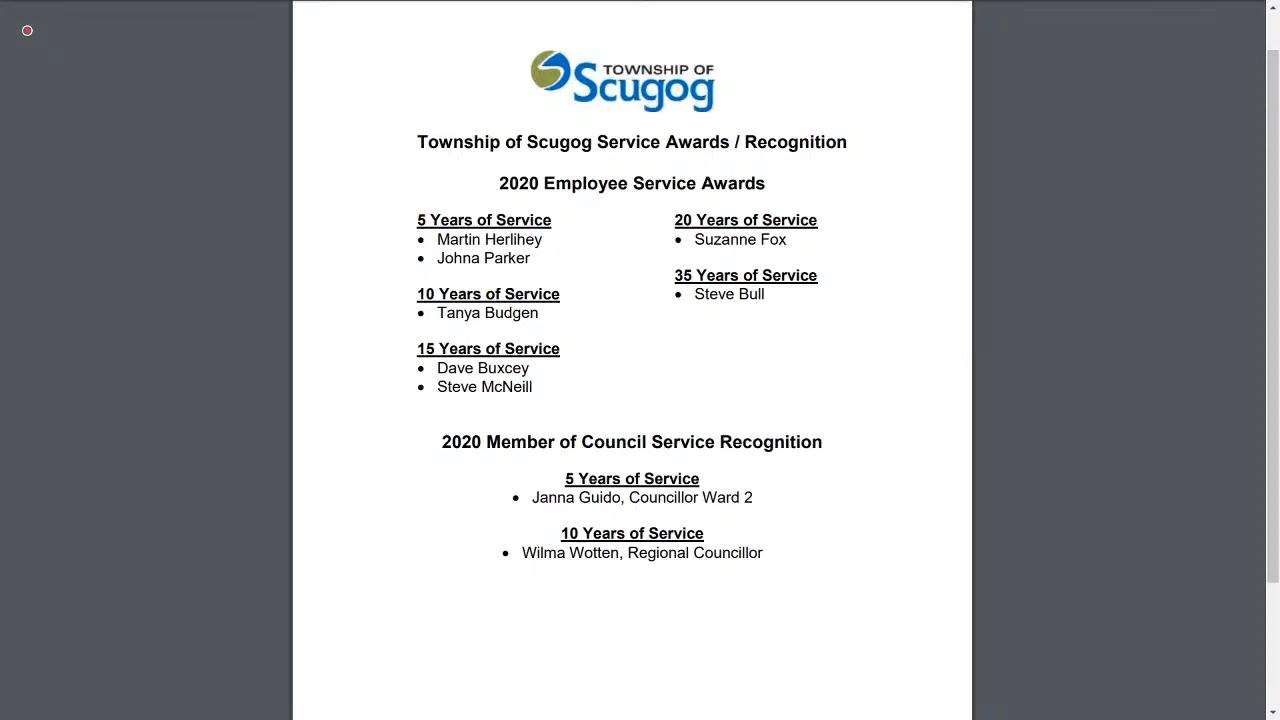 TOWNSHIP OF
Scugog
Township of Scugog Service Awards / Recognition
2020 Employee Service Awards
5 Years of Service
• Martin Herlihey
• Johna Parker
10 Years of Service
• Tanya Budgen
15 Years of Service
• Dave Buxcey
• Steve McNeill
20 Years of Service
• Suzanne Fox
35 Years of Service
• Steve Bull
2020 Member of Council Service Recognition
5 Years of Service
• Janna Guido, Councillor Ward 2
10 Years of Service
• Wilma Wotten, Regional Councillor